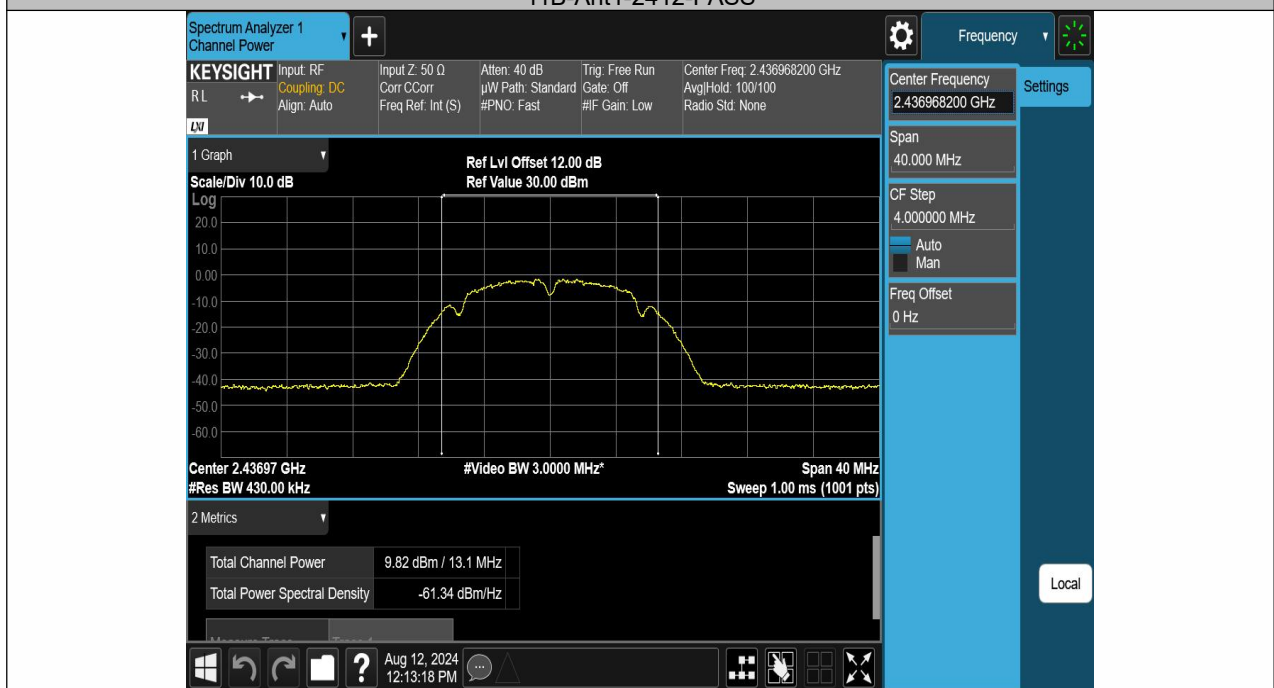 11B-Ant1-2412-PASS
Spectrum Analyzer 1
Channel Power
+
Frequency
KEYSIGHT
RL
LXI
Input: RF
Coupling: DC
Align: Auto
Input Z: 50 Ω
Corr CCorr
Freq Ref: Int (S)
Atten: 40 dB
µW Path: Standard
#PNO: Fast
Trig: Free Run
Gate: Off
#IF Gain: Low
Center Freq: 2.436968200 GHz
Avg|Hold: 100/100
Radio Std: None
1 Graph
Scale/Div 10.0 dB
Ref Lvl Offset 12.00 dB
Ref Value 30.00 dBm
Log
20.0
10.0
0.00
-10.0
-20.0
-30.0
-40.0
-50.0
-60.0
Center 2.43697 GHz
#Res BW 430.00 kHz
#Video BW 3.0000 MHz*
Span 40 MHz
Sweep 1.00 ms (1001 pts)
2 Metrics
Total Channel Power 9.82 dBm / 13.1 MHz
Total Power Spectral Density -61.34 dBm/Hz
Center Frequency
2.436968200 GHz
Settings
Span
40.000 MHz
CF Step
4.000000 MHz
Auto
Man
Freq Offset
0 Hz
Local
?
Aug 12, 2024
12:13:18 PM